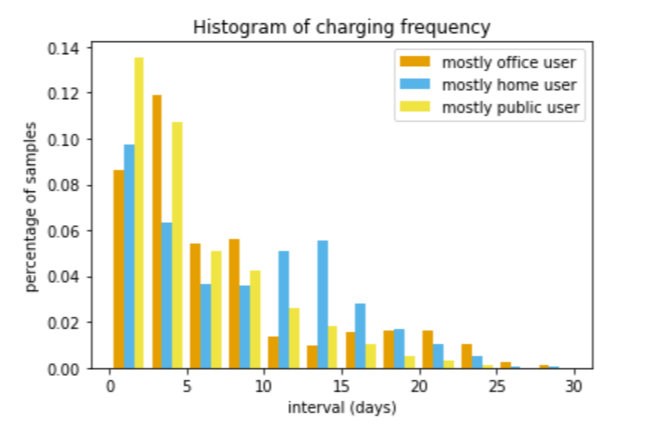 Histogram of charging frequency
0.14
0.12
0.10
0.08
0.06
0.04
0.02
0.00
percentage of samples
mostly office user
mostly home user
mostly public user
0 5 10 15 20 25 30
interval (days)